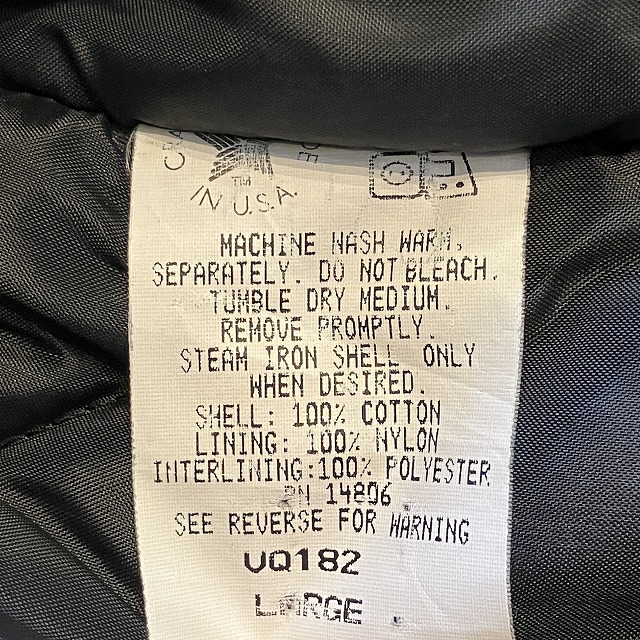 TM
IN U.S.A.
MACHINE WASH WARM,
SEPARATELY. DO NOT BLEACH.
TUMBLE DRY MEDIUM.
REMOVE PROMPTLY.
STEAM IRON SHELL ONLY
WHEN DESIRED.
SHELL: 100% COTTON
LINING: 100% NYLON
INTERLINING:100% POLYESTER
RN 14806
SEE REVERSE FOR WARNING
VQ182
LARGE